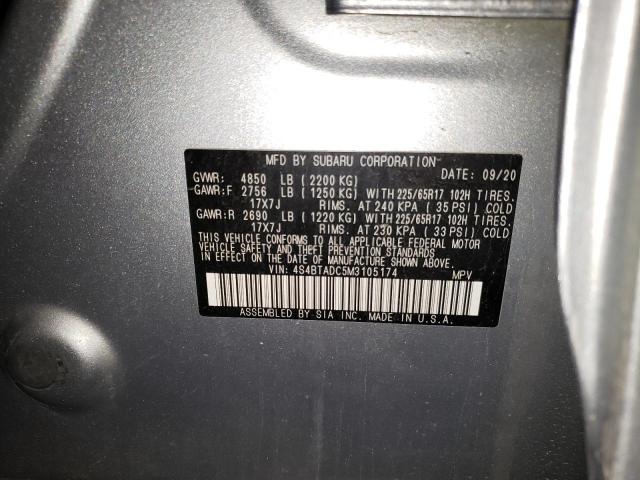 MFD BY SUBARU CORPORATION DATE: 09/20
GVWR: 4850 LB (2200 KG)
GAWR:F 2756 LB (1250 KG) WITH 225/65R17 102H TIRES.
17X7J RIMS. AT 240 KPA (35 PSI) COLD
GAWR:R 2690 LB (1220 KG) WITH 225/65R17 102H TIRES.
17X7J RIMS. AT 230 KPA (33 PSI) COLD
THIS VEHICLE CONFORMS TO ALL APPLICABLE FEDERAL MOTOR
VEHICLE SAFETY, BUMPER, AND THEFT PREVENTION STANDARDS
IN EFFECT ON THE DATE OF MANUFACTURE SHOWN ABOVE.
VIN: 4S4BTADC5M3105174 MPV
ASSEMBLED BY SIA INC. MADE IN U.S.A.